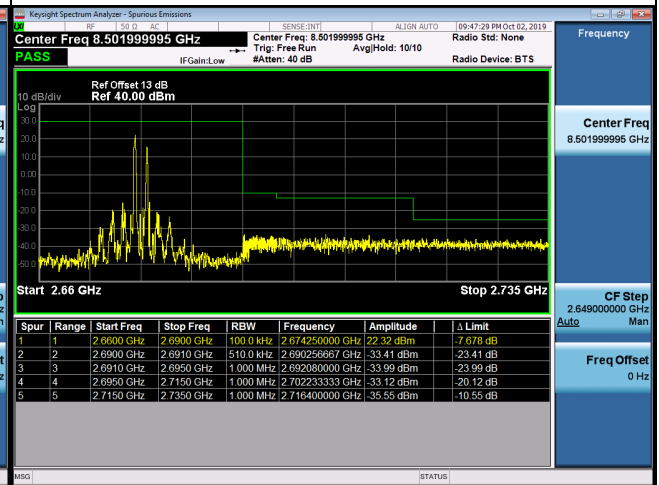 Keysight Spectrum Analyzer - Spurious Emissions
RF 50 Ω AC SENSE:INT ALIGN AUTO 09:47:29 PM Oct 02, 2019
Center Freq 8.501999995 GHz Center Freq: 8.501999995 GHz Radio Std: None
Trig: Free Run Avg|Hold: 10/10
PASS IFGain:Low #Atten: 40 dB Radio Device: BTS
Frequency
Ref Offset 13 dB
10 dB/div Ref 40.00 dBm
Log
30.0
20.0
10.0
0.00
-10.0
-20.0
-30.0
-40.0
-50.0
Start 2.66 GHz Stop 2.735 GHz
Center Freq
8.501999995 GHz
CF Step
2.649000000 GHz
Auto Man
Freq Offset
0 Hz
Spur Range Start Freq Stop Freq RBW Frequency Amplitude Δ Limit
1 1 2.6600 GHz 2.6900 GHz 100.0 kHz 2.674250000 GHz 22.32 dBm -7.678 dB
2 2 2.6900 GHz 2.6910 GHz 510.0 kHz 2.690256667 GHz -33.41 dBm -23.41 dB
3 3 2.6910 GHz 2.6950 GHz 1.000 MHz 2.692080000 GHz -33.99 dBm -23.99 dB
4 4 2.6950 GHz 2.7150 GHz 1.000 MHz 2.702233333 GHz -33.12 dBm -20.12 dB
5 5 2.7150 GHz 2.7350 GHz 1.000 MHz 2.716400000 GHz -35.55 dBm -10.55 dB
MSG STATUS